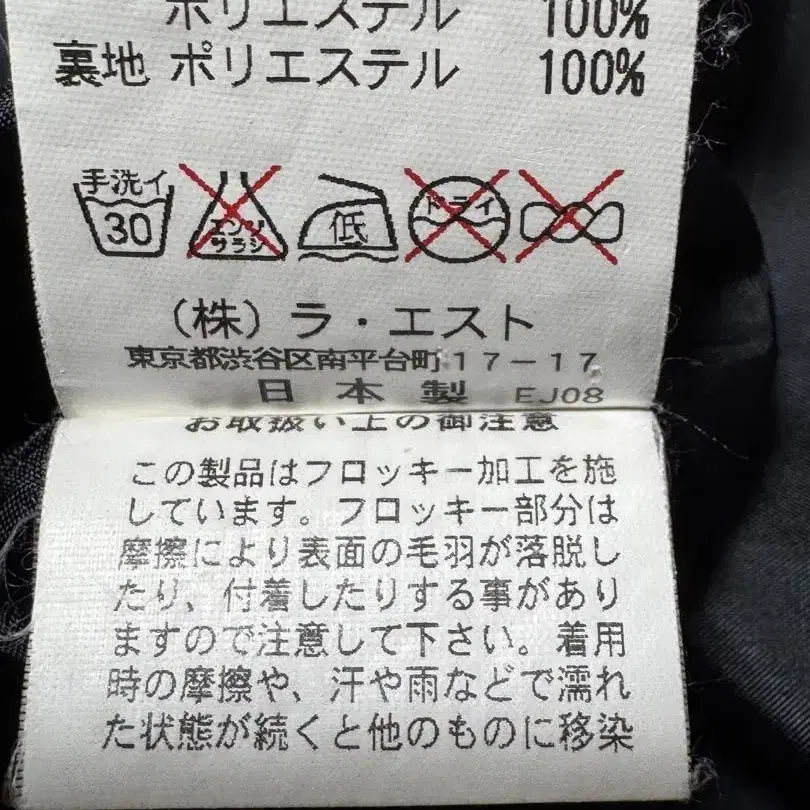 ポリエステル 100%
裏地 ポリエステル 100%
手洗イ
30
エンソ
サラシ
低
ドライ
(株)ラ・エスト
東京都渋谷区南平台町17-17
日本製 EJ08
お取扱い上の御注意
この製品はフロッキー加工を施
しています。フロッキー部分は
摩擦により表面の毛羽が落脱し
たり、付着したりする事があり
ますので注意して下さい。着用
時の摩擦や、汗や雨などで濡れ
た状態が続くと他のものに移染